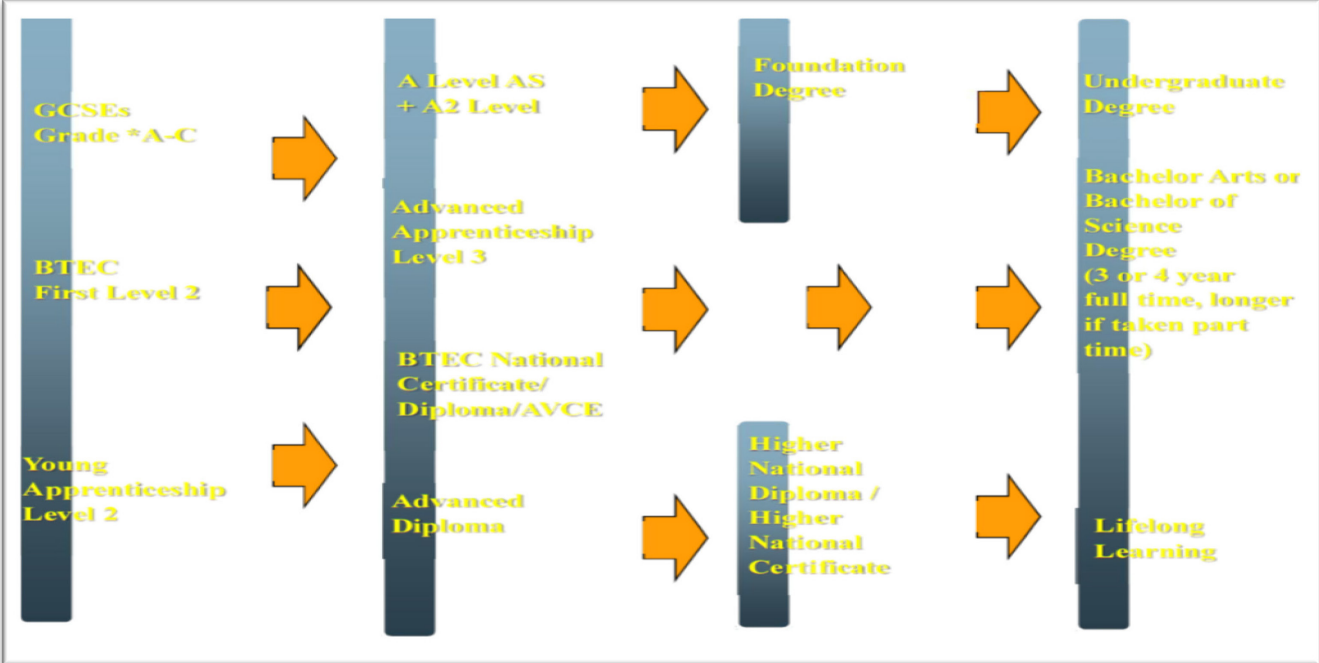 GCSEs
Grade *A-C
BTEC
First Level 2
Young
Apprenticeship
Level 2
A Level AS
+ A2 Level
Advanced
Apprenticeship
Level 3
BTEC National
Certificate/
Diploma/AVCE
Advanced
Diploma
Foundation
Degree
Higher
National
Diploma /
Higher
National
Certificate
Undergraduate
Degree
Bachelor Arts or
Bachelor of
Science
Degree
(3 or 4 year
full time, longer
if taken part
time)
Lifelong
Learning